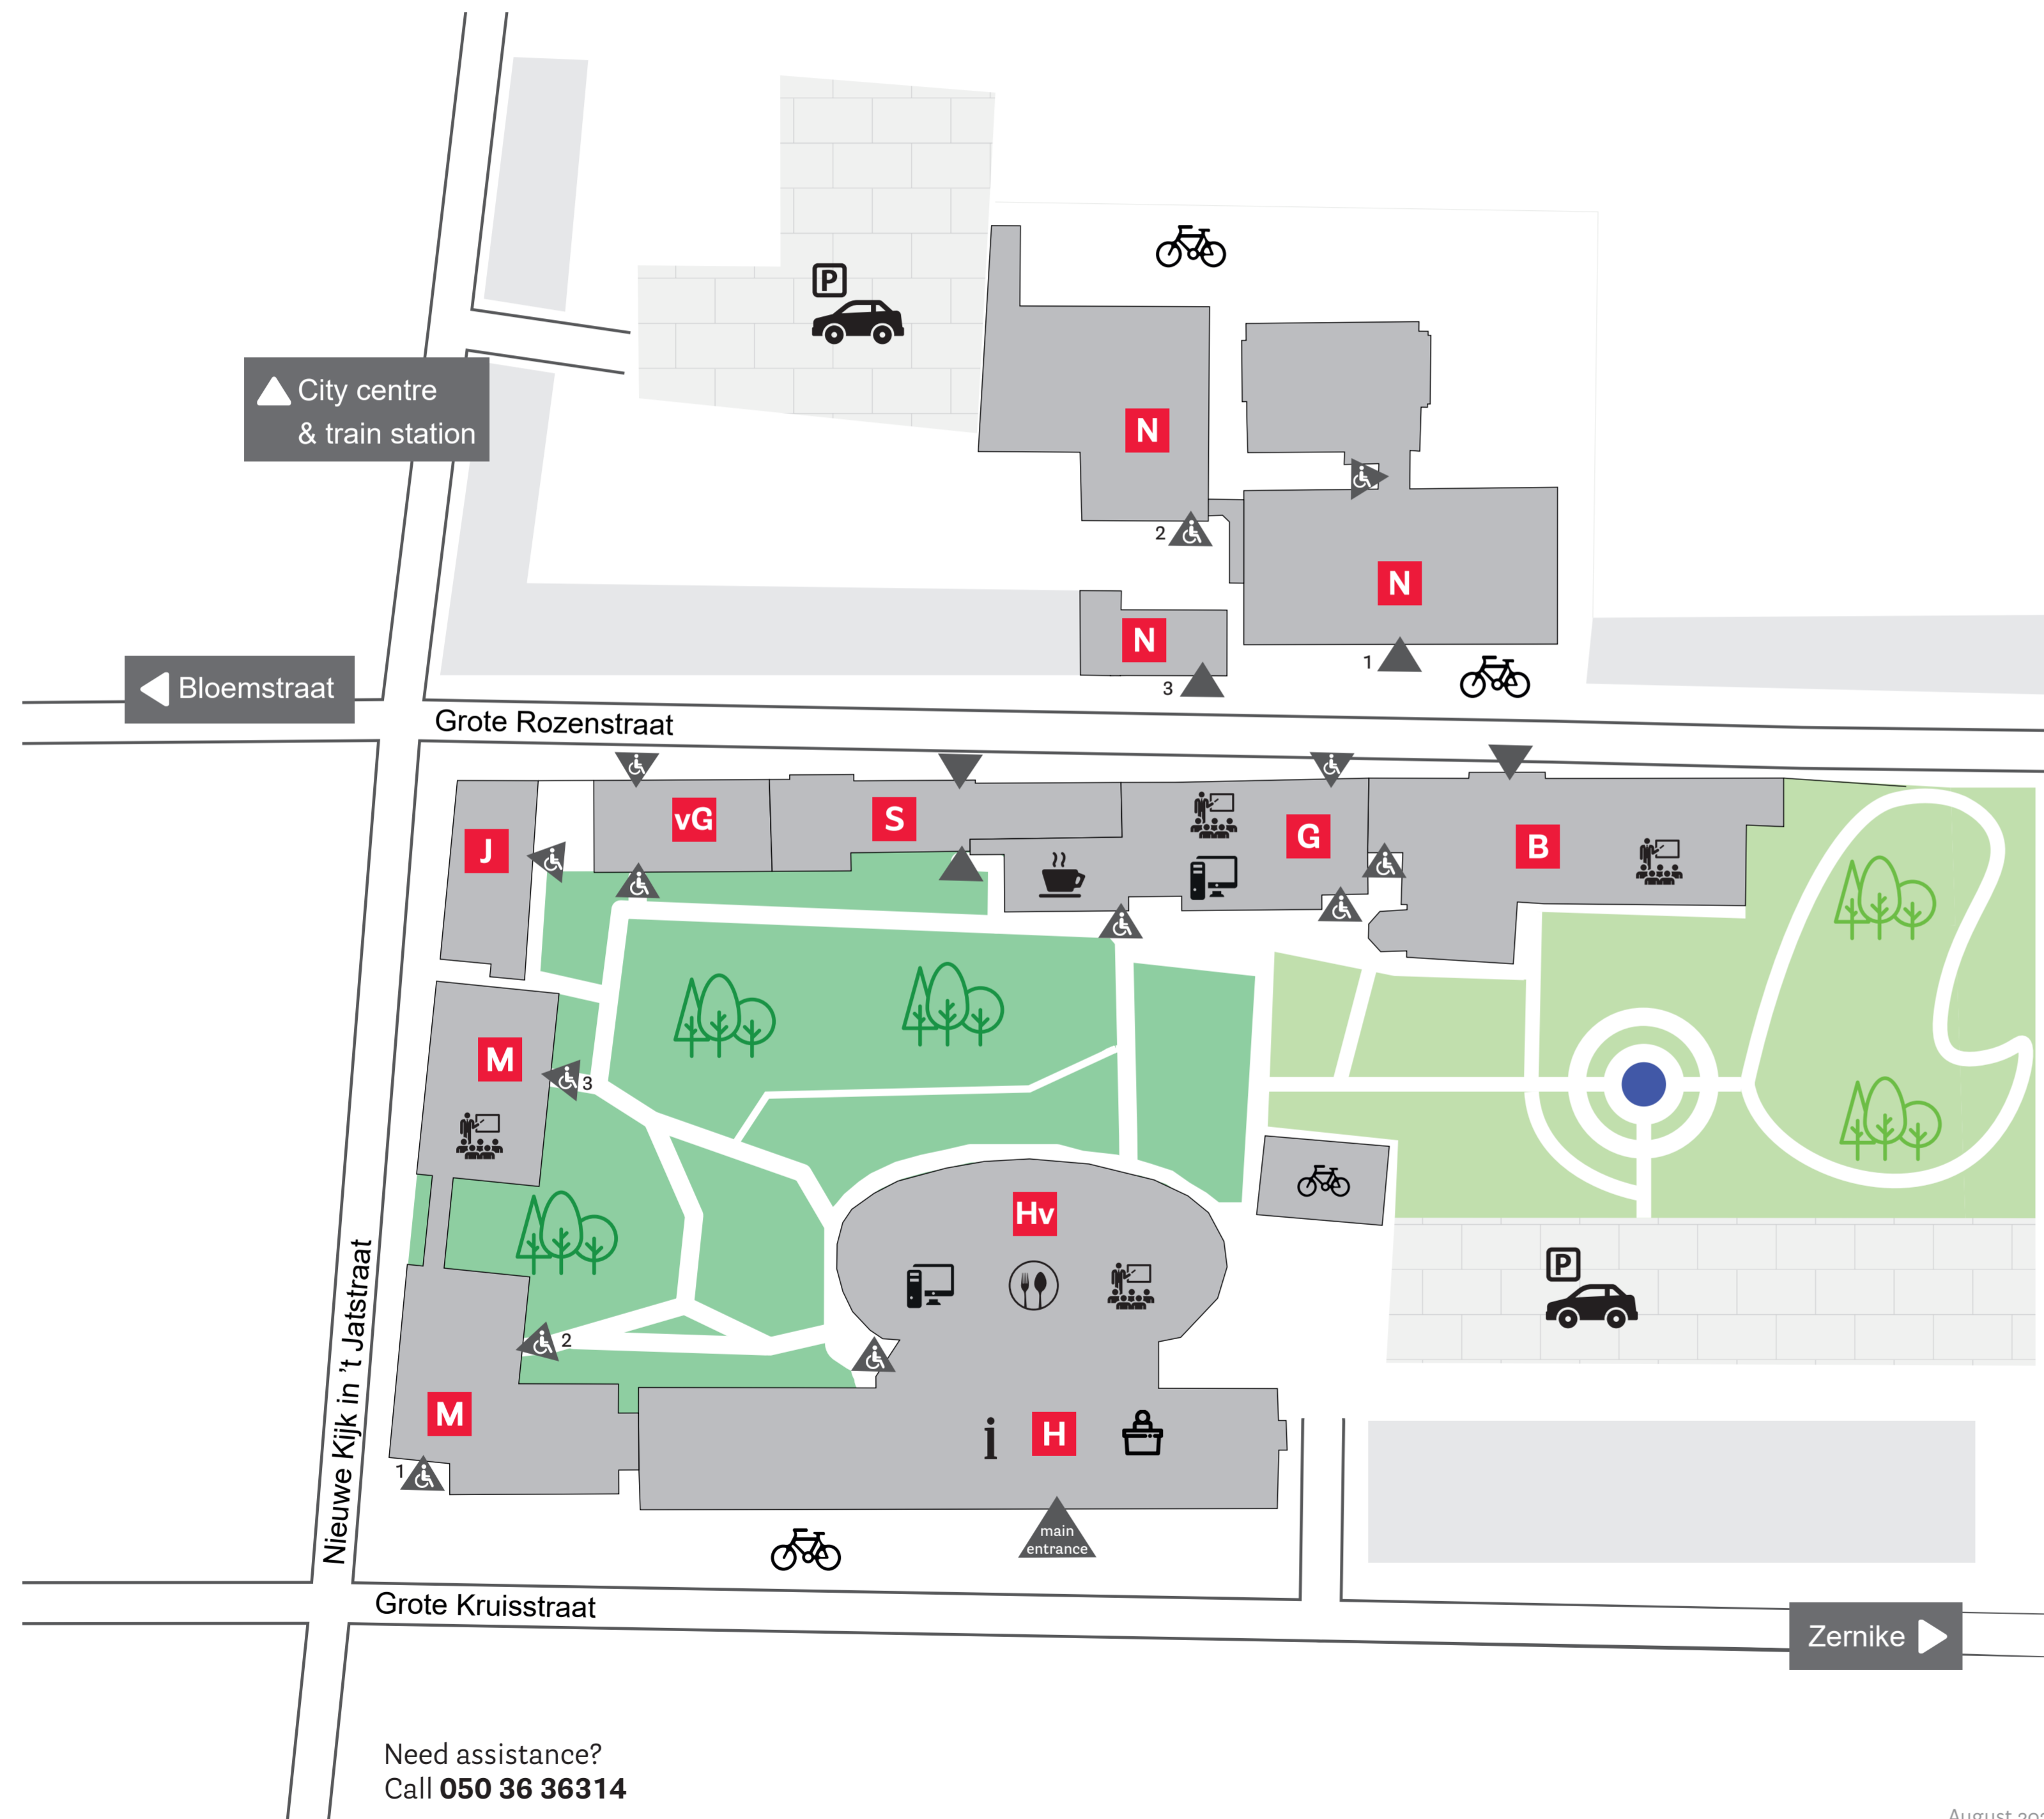 P
City centre
& train station
N
2
N
N
1
3
Bloemstraat
Grote Rozenstraat
vG
S
G
B
J
M
3
Hv
P
2
Nieuwe Kijk in 't Jatstraat
M
i
H
1
main
entrance
Grote Kruisstraat
Zernike
Need assistance?
Call 050 36 36314
August